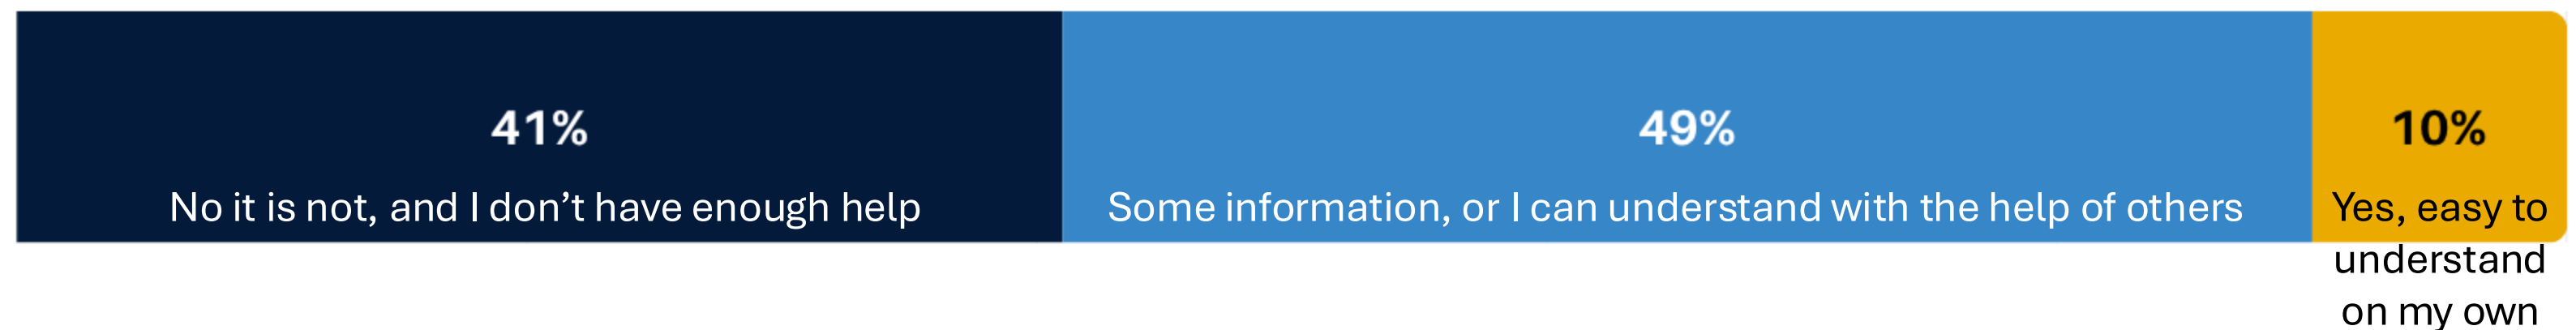 41%
No it is not, and I don’t have enough help
49%
Some information, or I can understand with the help of others
10%
Yes, easy to
understand
on my own